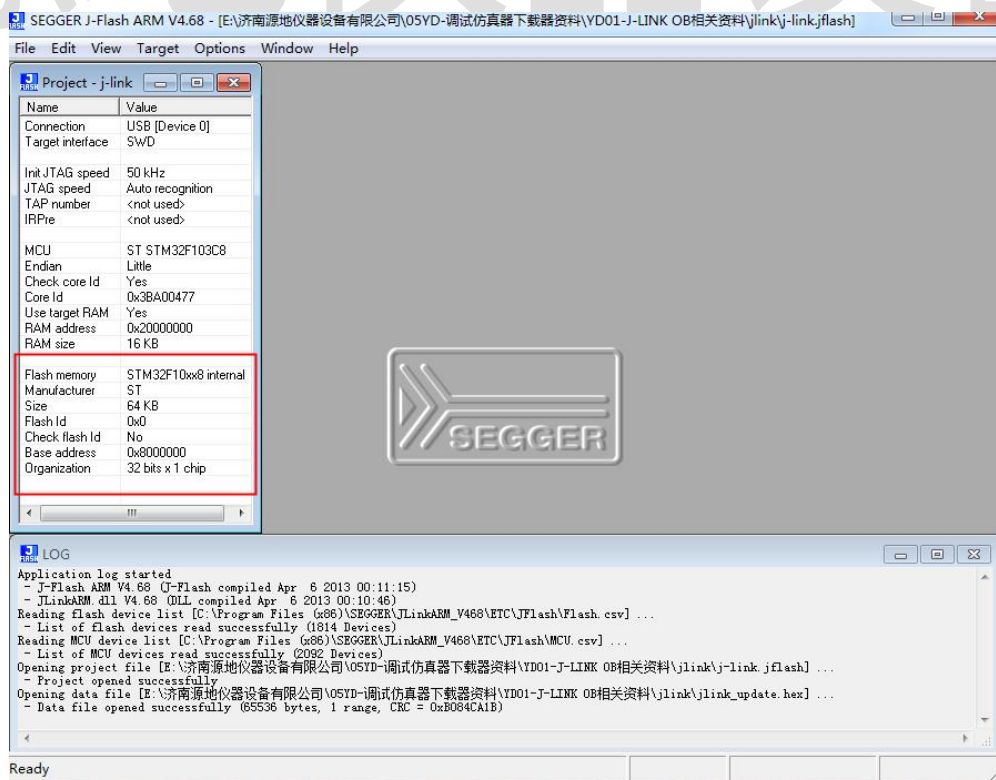 SEGGER J-Flash ARM V4.68 - [E:\济南源地仪器设备有限公司\05YD-调试仿真器下载器资料\YD01-J-LINK OB相关资料\jlink\j-link.jflash]
File Edit View Target Options Window Help
Project - j-link
Name Value
Connection USB [Device 0]
Target interface SWD
Init JTAG speed 50 kHz
JTAG speed Auto recognition
TAP number <not used>
IRPre <not used>
MCU ST STM32F103C8
Endian Little
Check core Id Yes
Core Id 0x3BA00477
Use target RAM Yes
RAM address 0x20000000
RAM size 16 KB
Flash memory STM32F10xx8 internal
Manufacturer ST
Size 64 KB
Flash Id 0x0
Check flash Id No
Base address 0x8000000
Organization 32 bits x 1 chip
SEGGER
LOG
Application log started
- J-Flash ARM V4.68 (J-Flash compiled Apr 6 2013 00:11:15)
- JLinkARM.dll V4.68 (DLL compiled Apr 6 2013 00:10:46)
Reading flash device list [C:\Program Files (x86)\SEGGER\JLinkARM_V468\ETC\JFlash\Flash.csv] ...
- List of flash devices read successfully (1814 Devices)
Reading MCU device list [C:\Program Files (x86)\SEGGER\JLinkARM_V468\ETC\JFlash\MCU.csv] ...
- List of MCU devices read successfully (2092 Devices)
Opening project file [E:\济南源地仪器设备有限公司\05YD-调试仿真器下载器资料\YD01-J-LINK OB相关资料\jlink\j-link.jflash] ...
- Project opened successfully
Opening data file [E:\济南源地仪器设备有限公司\05YD-调试仿真器下载器资料\YD01-J-LINK OB相关资料\jlink\jlink_update.hex] ...
- Data file opened successfully (65536 bytes, 1 range, CRC = 0xB084CA1B)
Ready